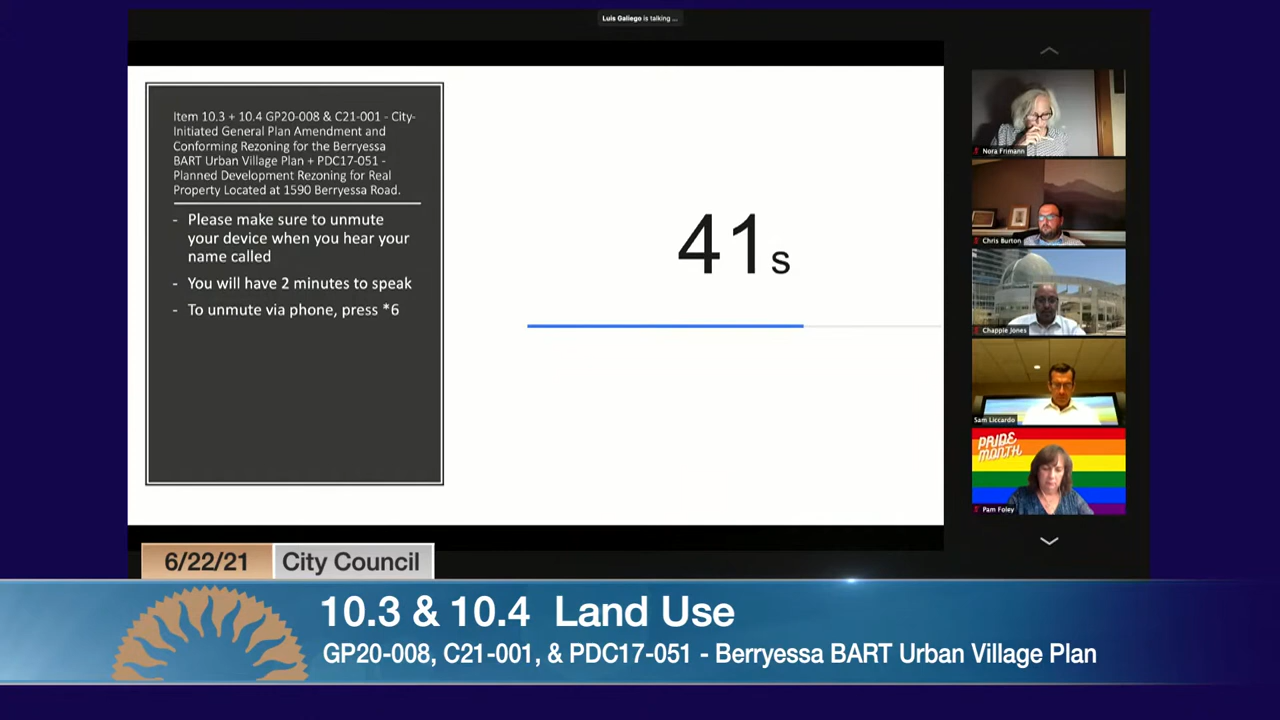 Luis Galiego is talking ...
Item 10.3 + 10.4 GP20-008 & C21-001 - City-
Initiated General Plan Amendment and
Conforming Rezoning for the Berryessa
BART Urban Village Plan + PDC17-051 -
Planned Development Rezoning for Real
Property Located at 1590 Berryessa Road.
- Please make sure to unmute
your device when you hear your
name called
- You will have 2 minutes to speak
- To unmute via phone, press *6
41s
Nora Frimann
Chris Burton
Chappie Jones
Sam Liccardo
PRIDE
MONTH
Pam Foley
6/22/21 City Council
10.3 & 10.4 Land Use
GP20-008, C21-001, & PDC17-051 - Berryessa BART Urban Village Plan